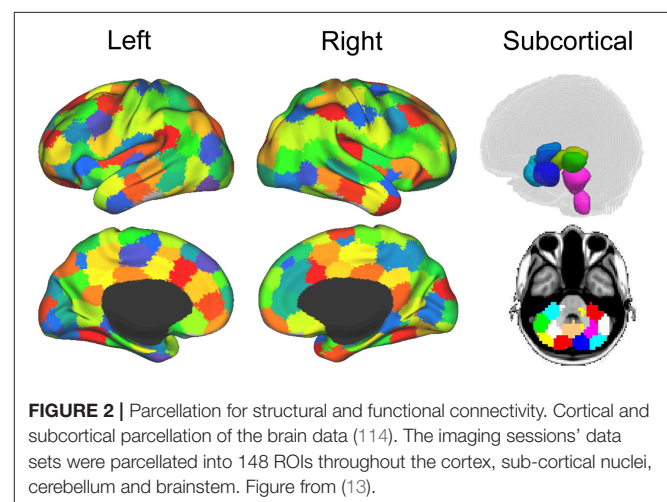 Left Right Subcortical
FIGURE 2 | Parcellation for structural and functional connectivity. Cortical and
subcortical parcellation of the brain data (114). The imaging sessions' data
sets were parcellated into 148 ROIs throughout the cortex, sub-cortical nuclei,
cerebellum and brainstem. Figure from (13).